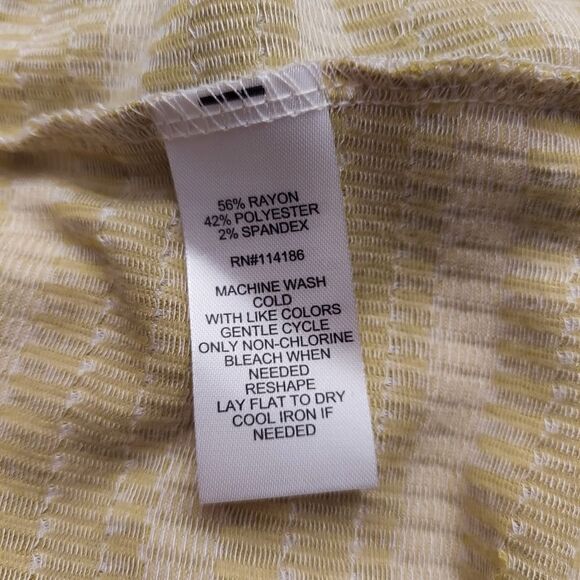 56% RAYON
42% POLYESTER
2% SPANDEX
RN#114186
MACHINE WASH
COLD
WITH LIKE COLORS
GENTLE CYCLE
ONLY NON-CHLORINE
BLEACH WHEN
NEEDED
RESHAPE
LAY FLAT TO DRY
COOL IRON IF
NEEDED